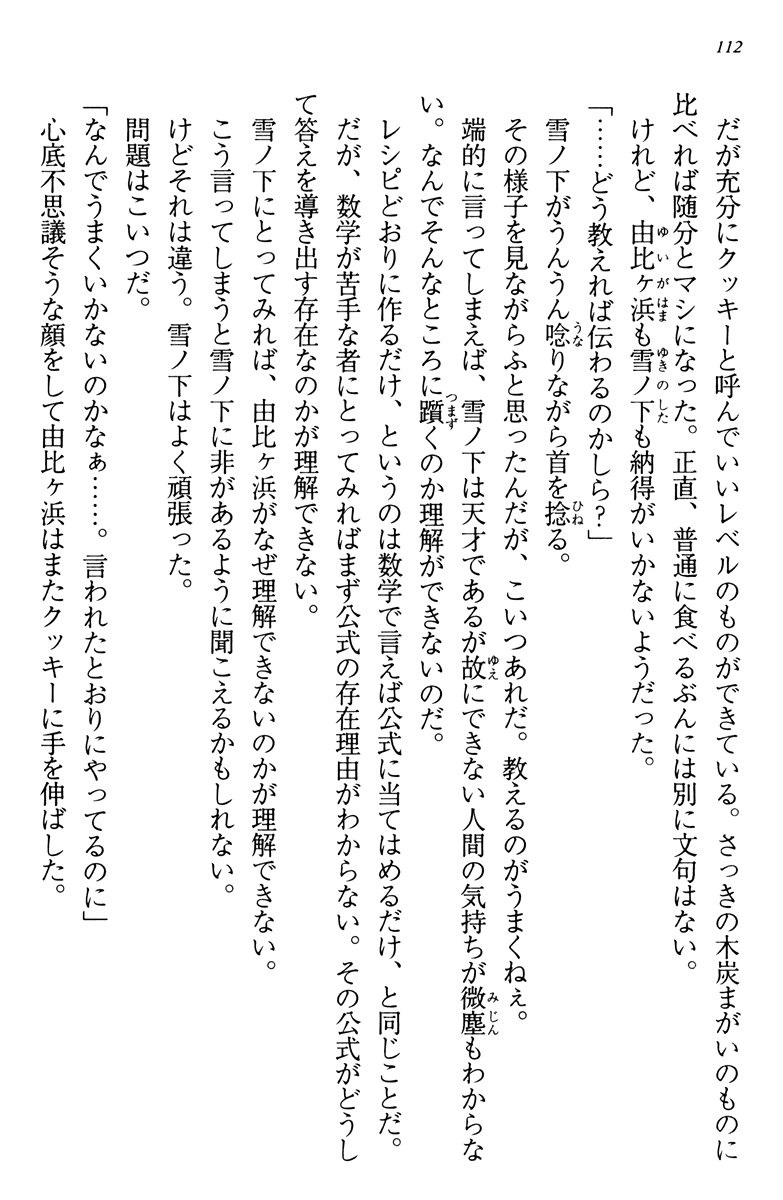 112
だが充分にクッキーと呼んでいいレベルのものができている。さっきの木炭まがいのものに
比べれば随分とマシになった。正直、普通に食べるぶんには別に文句はない。
けれど、由比ヶ浜も雪ノ下も納得がいかないようだった。
「……どう教えれば伝わるのかしら？」
雪ノ下がうんうん唸りながら首を捻る。
その様子を見ながらふと思ったんだが、こいつあれだ。教えるのがうまくねぇ。
端的に言ってしまえば、雪ノ下は天才であるが故にできない人間の気持ちが微塵もわからな
い。なんでそんなところに躓くのか理解ができないのだ。
レシピどおりに作るだけ、というのは数学で言えば公式に当てはめるだけ、と同じことだ。
だが、数学が苦手な者にとってみればまず公式の存在理由がわからない。その公式がどうし
て答えを導き出す存在なのかが理解できない。
雪ノ下にとってみれば、由比ヶ浜がなぜ理解できないのかが理解できない。
こう言ってしまうと雪ノ下に非があるように聞こえるかもしれない。
けどそれは違う。雪ノ下はよく頑張った。
問題はこいつだ。
「なんでうまくいかないのかなぁ……。言われたとおりにやってるのに」
心底不思議そうな顔をして由比ヶ浜はまたクッキーに手を伸ばした。